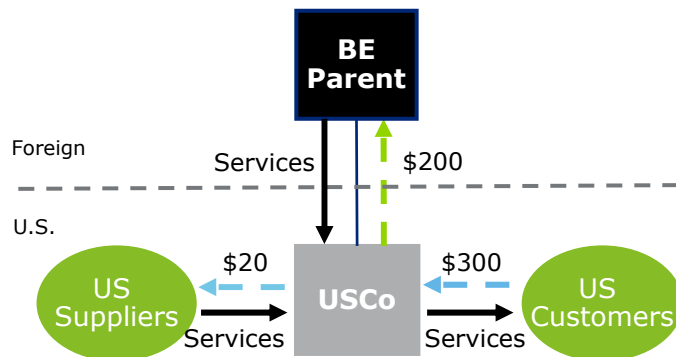 BE
Parent
Foreign
Services
$200
U.S.
$20
$300
US
Suppliers
USCo
US
Customers
Services
Services